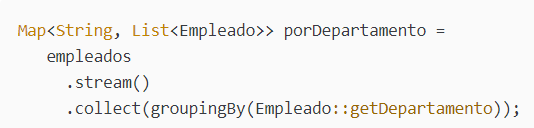 Map<String, List<Empleado>> porDepartamento =
empleados
.stream()
.collect(groupingBy(Empleado::getDepartamento));